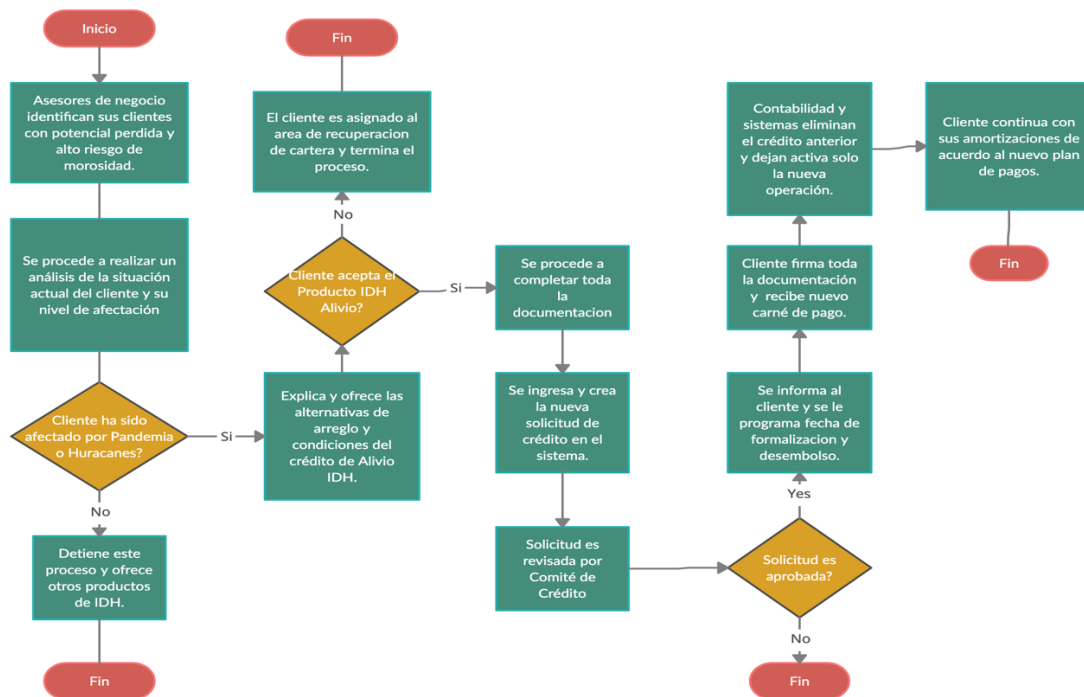 Inicio
Asesores de negocio
identifican sus clientes
con potencial perdida y
alto riesgo de
morosidad.
Se procede a realizar un
análisis de la situación
actual del cliente y su
nivel de afectación
Cliente ha sido
afectado por Pandemia
o Huracanes?
No
Detiene este
proceso y ofrece
otros productos
de IDH.
Fin
Si
Explica y ofrece las
alternativas de
arreglo y
condiciones del
crédito de Alivio
IDH.
Cliente acepta el
Producto IDH
Alivio?
No
El cliente es asignado al
area de recuperacion
de cartera y termina el
proceso.
Fin
Si
Se procede a
completar toda
la
documentacion
Se ingresa y crea
la nueva
solicitud de
crédito en el
sistema.
Solicitud es
revisada por
Comité de
Crédito
Solicitud es
aprobada?
No
Fin
Yes
Se informa al
cliente y se le
programa fecha de
formalizacion y
desembolso.
Cliente firma toda
la documentación
y recibe nuevo
carné de pago.
Contabilidad y
sistemas eliminan
el crédito anterior
y dejan activa solo
la nueva
operación.
Cliente continua con
sus amortizaciones de
acuerdo al nuevo plan
de pagos.
Fin